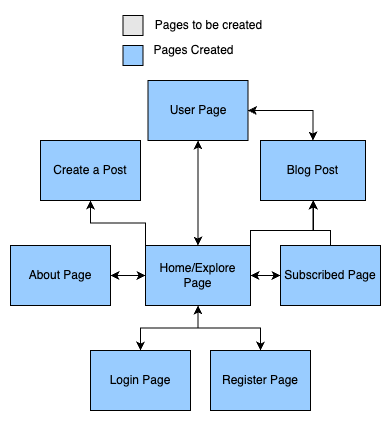 Pages to be created
Pages Created
User Page
Create a Post
Blog Post
About Page
Home/Explore
Page
Subscribed Page
Login Page
Register Page